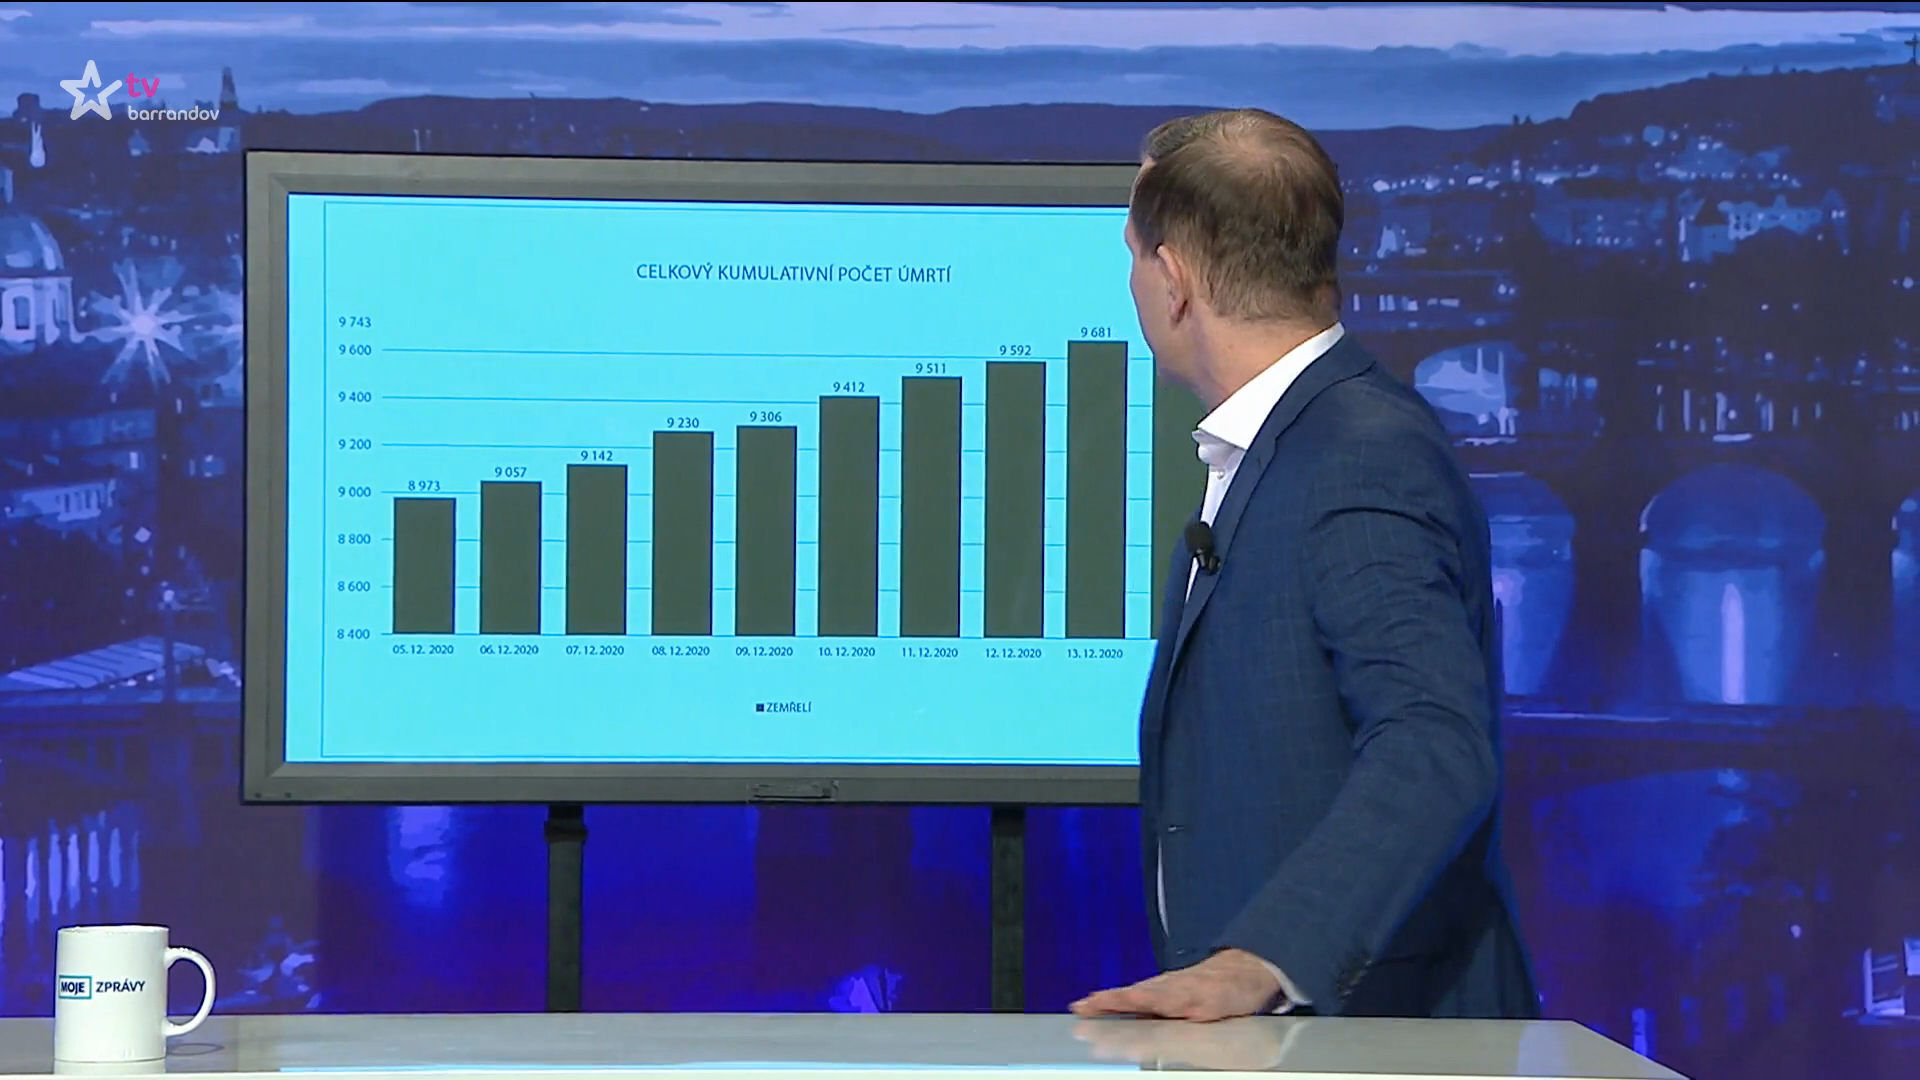 tv
barrandov
CELKOVÝ KUMULATIVNÍ POČET ÚMRTÍ
9 743
9 600
9 400
9 200
9 000
8 800
8 600
8 400
8 973
9 057
9 142
9 230
9 306
9 412
9 511
9 592
9 681
05. 12. 2020
06. 12. 2020
07. 12. 2020
08. 12. 2020
09. 12. 2020
10. 12. 2020
11. 12. 2020
12. 12. 2020
13. 12. 2020
ZEMŘELÍ
MOJE ZPRÁVY